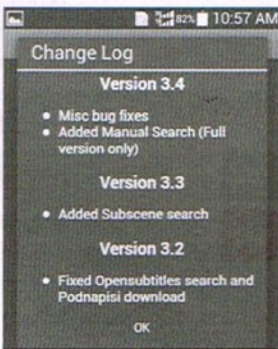 82% 10:57 AM
Change Log
Version 3.4
• Misc bug fixes
• Added Manual Search (Full
version only)
Version 3.3
• Added Subscene search
Version 3.2
• Fixed Opensubtitles search and
Podnapisi download
OK